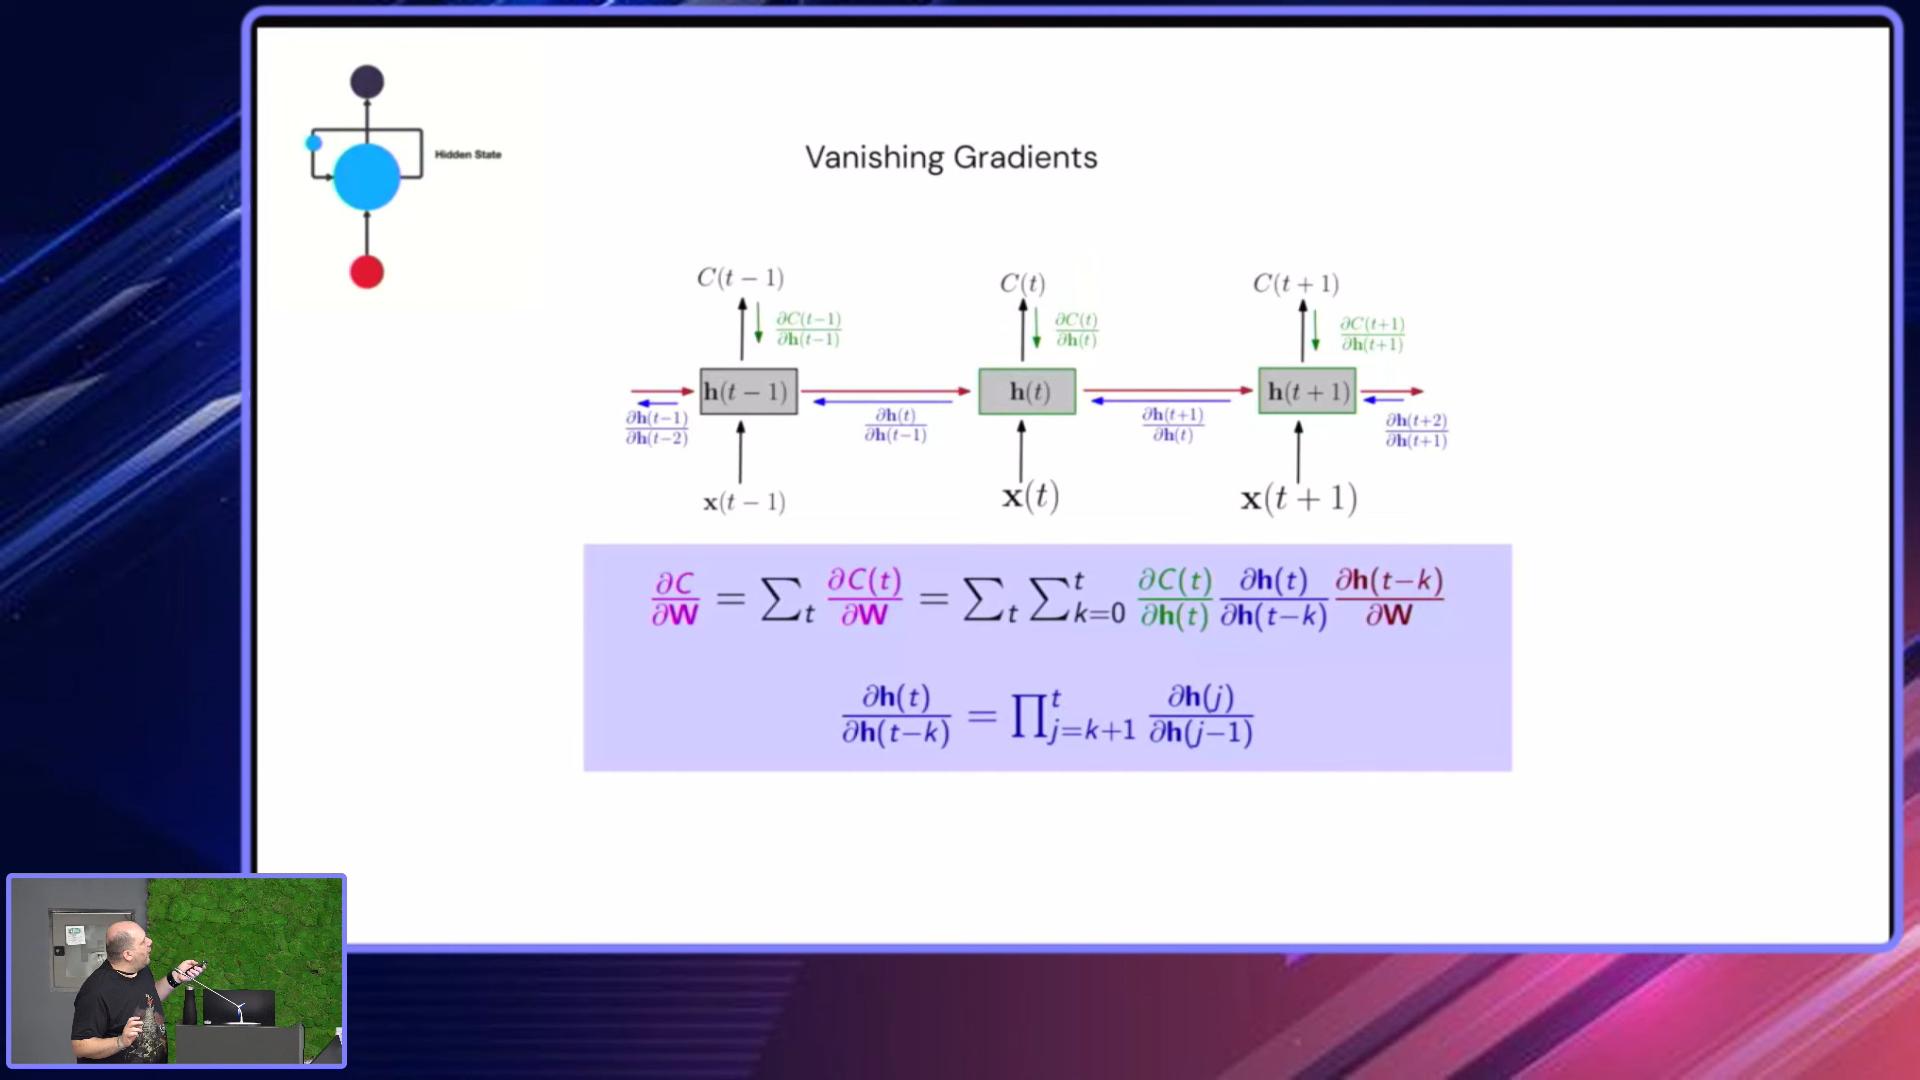 Hidden State
Vanishing Gradients
C(t − 1) C(t) C(t + 1)
∂C(t−1)/∂h(t−1) ∂C(t)/∂h(t) ∂C(t+1)/∂h(t+1)
h(t − 1) h(t) h(t + 1)
∂h(t−1)/∂h(t−2) ∂h(t)/∂h(t−1) ∂h(t+1)/∂h(t) ∂h(t+2)/∂h(t+1)
x(t − 1) x(t) x(t + 1)
∂C/∂W = ∑_t ∂C(t)/∂W = ∑_t ∑_{k=0}^t ∂C(t)/∂h(t) ∂h(t)/∂h(t−k) ∂h(t−k)/∂W
∂h(t)/∂h(t−k) = ∏_{j=k+1}^t ∂h(j)/∂h(j−1)